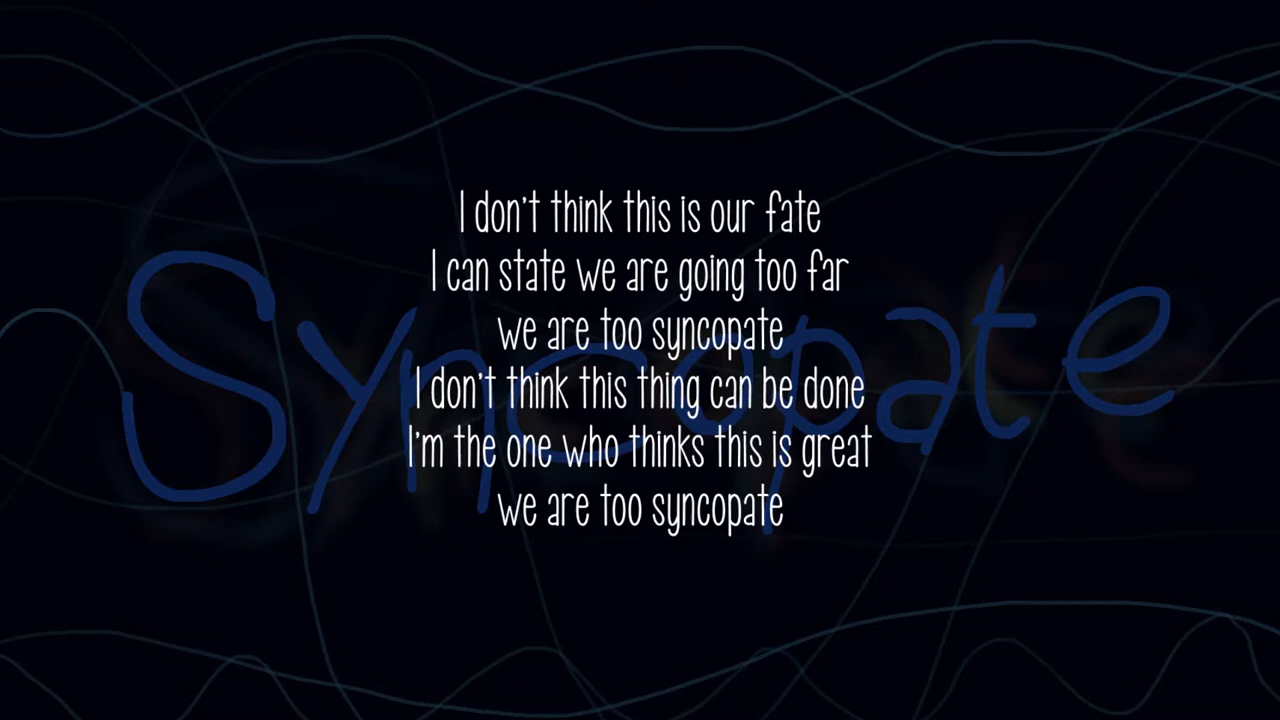 I don't think this is our fate
I can state we are going too far
we are too syncopate
I don't think this thing can be done
I'm the one who thinks this is great
we are too syncopate
Syncopate